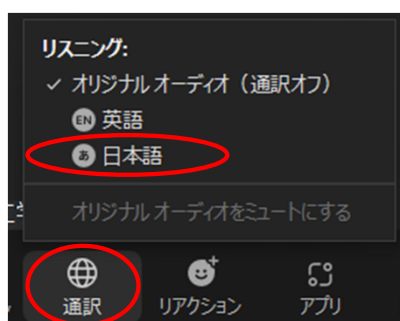 リスニング:
✓ オリジナル オーディオ（通訳オフ）
EN 英語
あ 日本語
オリジナル オーディオをミュートにする
通訳 リアクション アプリ